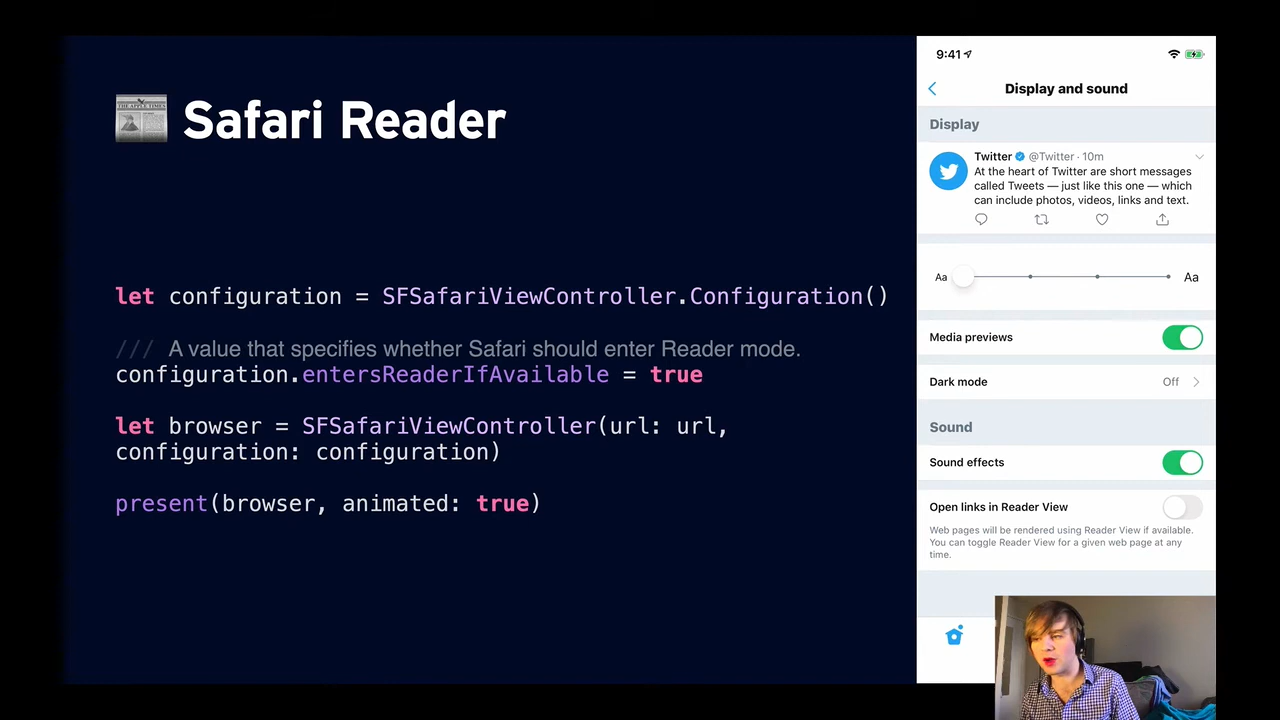 Safari Reader
let configuration = SFSafariViewController.Configuration()
/// A value that specifies whether Safari should enter Reader mode.
configuration.entersReaderIfAvailable = true
let browser = SFSafariViewController(url: url,
configuration: configuration)
present(browser, animated: true)
9:41
Display and sound
Display
Twitter @Twitter · 10m
At the heart of Twitter are short messages
called Tweets — just like this one — which
can include photos, videos, links and text.
Aa Aa
Media previews
Dark mode Off
Sound
Sound effects
Open links in Reader View
Web pages will be rendered using Reader View if available.
You can toggle Reader View for a given web page at any
time.